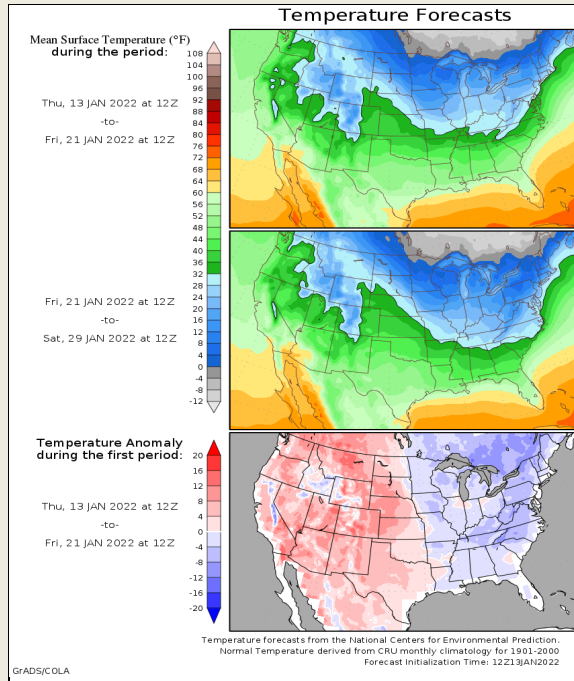 Temperature Forecasts
Mean Surface Temperature (°F)
during the period:
Thu, 13 JAN 2022 at 12Z
-to-
Fri, 21 JAN 2022 at 12Z
108
104
100
96
92
88
84
80
76
72
68
64
60
56
52
48
44
40
36
32
28
24
20
16
12
8
4
0
-4
-8
-12
Fri, 21 JAN 2022 at 12Z
-to-
Sat, 29 JAN 2022 at 12Z
Temperature Anomaly
during the first period:
Thu, 13 JAN 2022 at 12Z
-to-
Fri, 21 JAN 2022 at 12Z
20
16
12
8
4
0
-4
-8
-12
-16
-20
Temperature forecasts from the National Centers for Environmental Prediction.
Normal Temperature derived from CRU monthly climatology for 1901-2000
Forecast Initialization Time: 12Z13JAN2022
GrADS/COLA